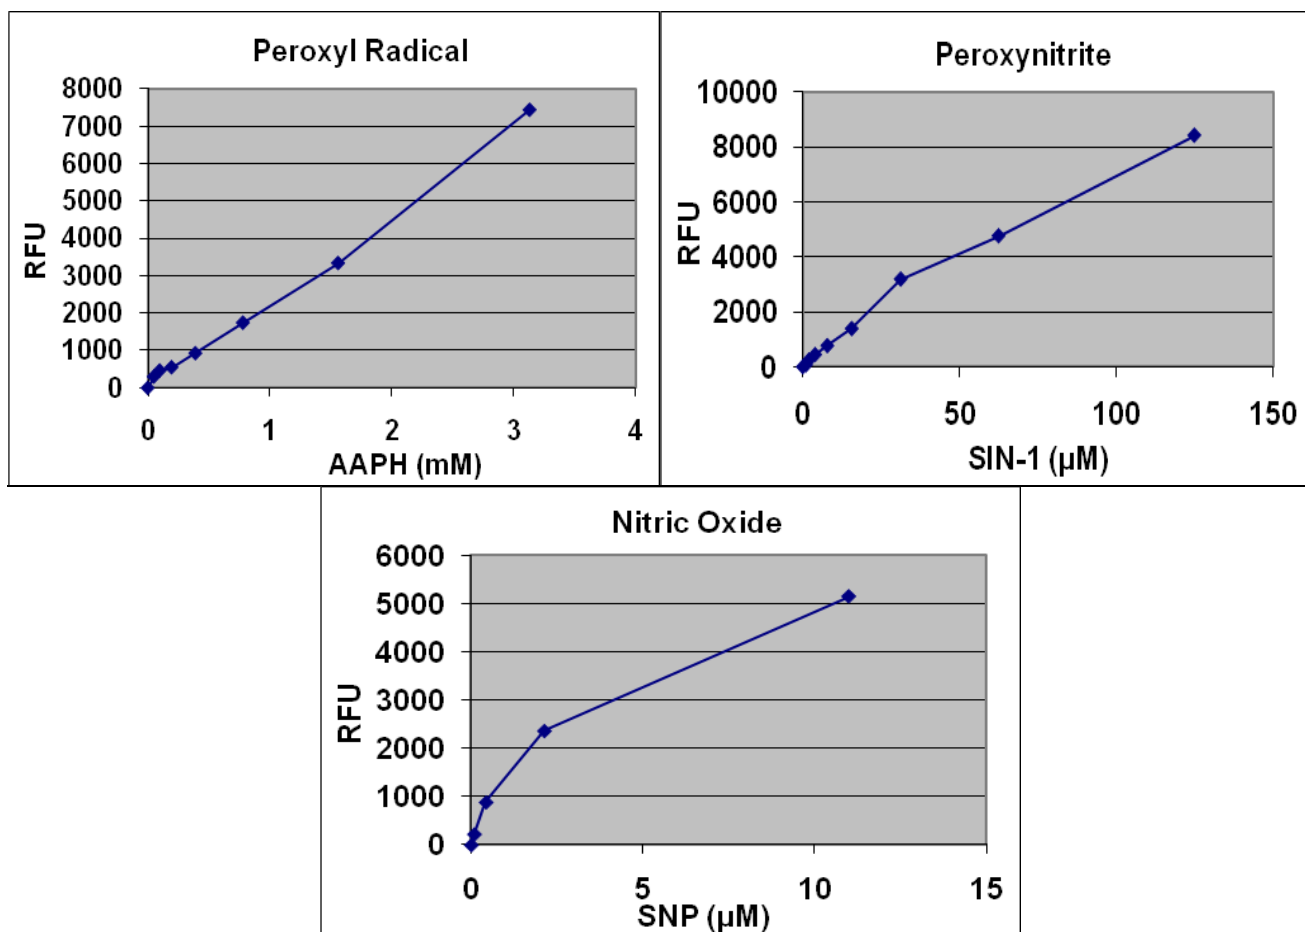 Peroxyl Radical
8000
7000
6000
5000
4000
3000
2000
1000
0
RFU
0 1 2 3 4
AAPH (mM)
Peroxynitrite
10000
8000
6000
4000
2000
0
RFU
0 50 100 150
SIN-1 (µM)
Nitric Oxide
6000
5000
4000
3000
2000
1000
0
RFU
0 5 10 15
SNP (µM)